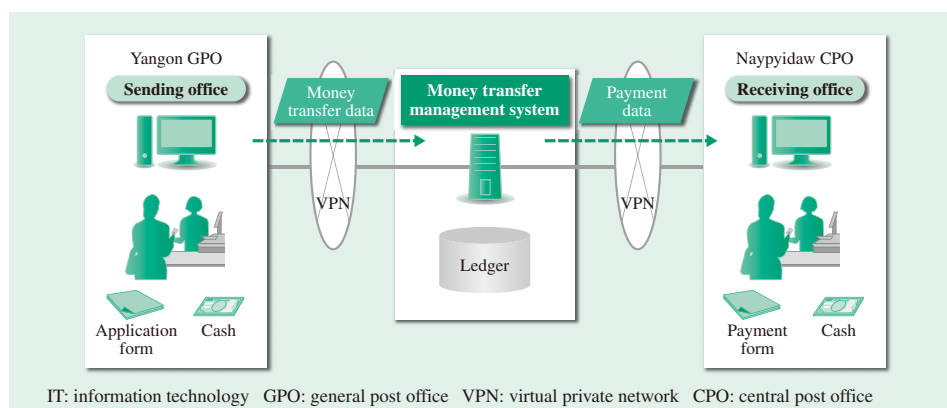 Yangon GPO
Sending office
Application
form
Cash
Money
transfer data
VPN
Money transfer
management system
Ledger
Payment
data
VPN
Naypyidaw CPO
Receiving office
Payment
form
Cash
IT: information technology GPO: general post office VPN: virtual private network CPO: central post office